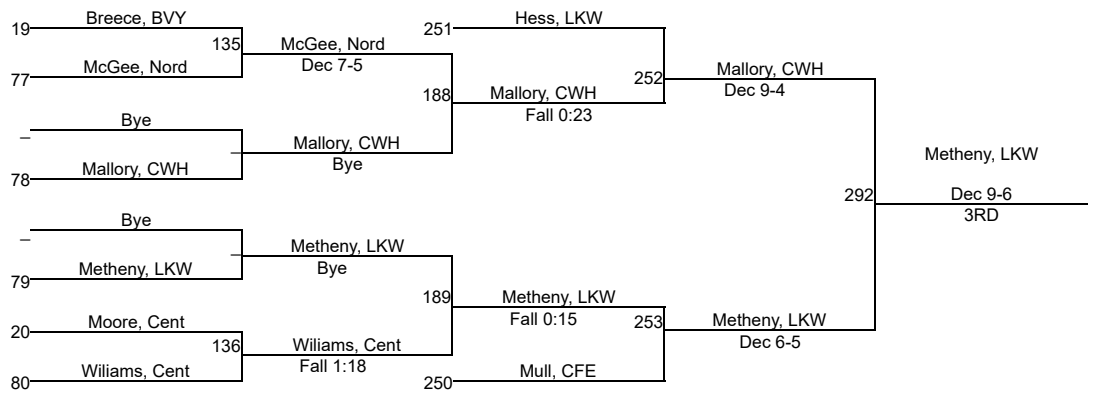 Breece, BVY
19
135
McGee, Nord
77
McGee, Nord
Dec 7-5
Bye
_
Mallory, CWH
78
_
Mallory, CWH
Bye
188
Hess, LKW
251
Mallory, CWH
Fall 0:23
252
Mallory, CWH
Dec 9-4
Bye
_
Metheny, LKW
79
_
Metheny, LKW
Bye
Moore, Cent
20
136
Wiliams, Cent
80
Wiliams, Cent
Fall 1:18
189
Metheny, LKW
Fall 0:15
253
Mull, CFE
250
Metheny, LKW
Dec 6-5
292
Metheny, LKW
Dec 9-6
3RD